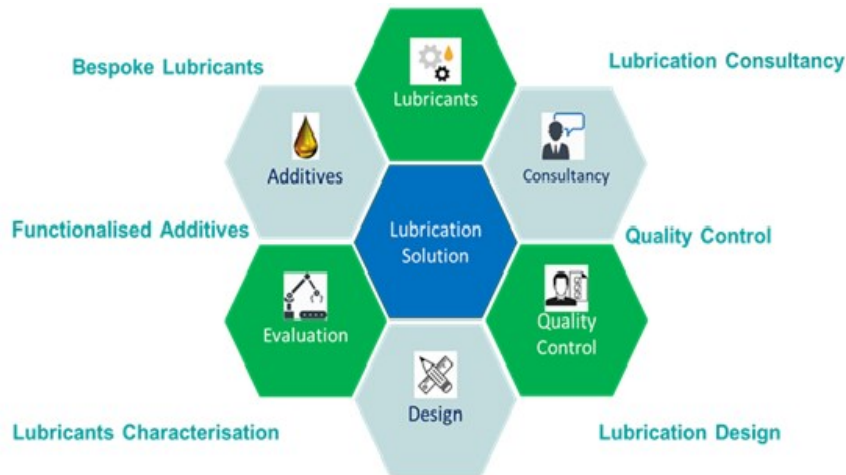 Bespoke Lubricants
Lubrication Consultancy
Lubricants
Additives
Consultancy
Functionalised Additives
Lubrication
Solution
Quality Control
Evaluation
Quality
Control
Design
Lubricants Characterisation
Lubrication Design